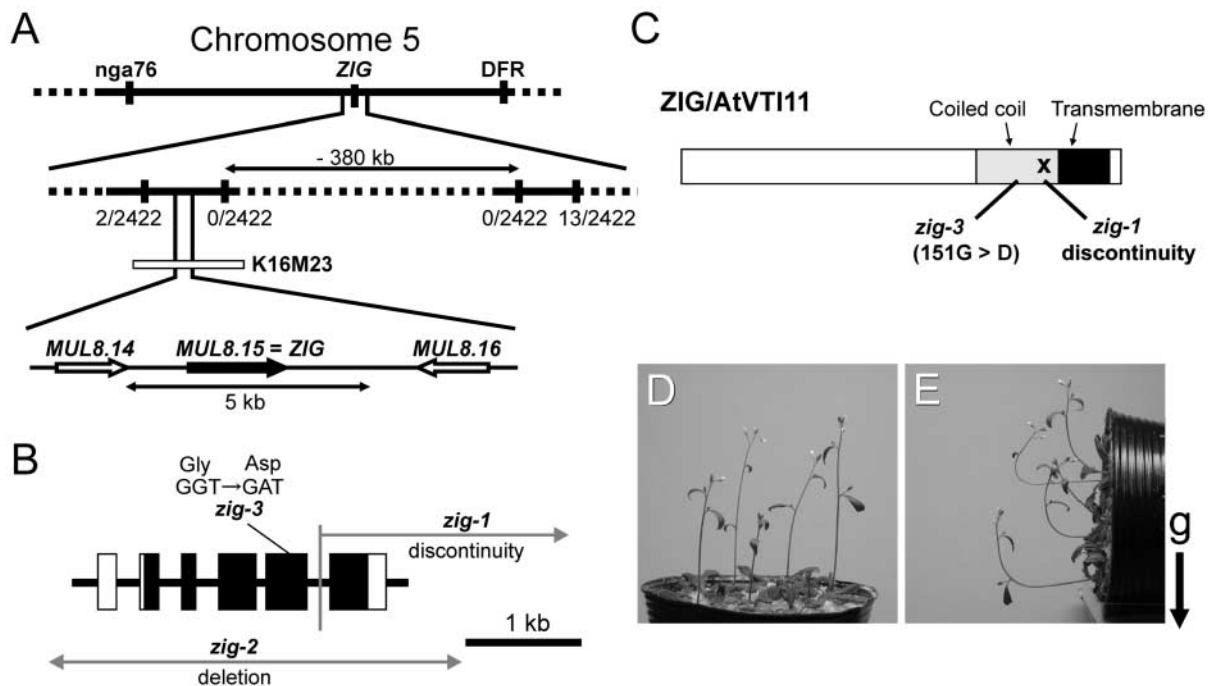 A
Chromosome 5
nga76 ZIG DFR
- 380 kb
2/2422 0/2422 0/2422 13/2422
K16M23
MUL8.14 MUL8.15 = ZIG MUL8.16
5 kb
B
Gly Asp
GGT→GAT
zig-3
zig-1
discontinuity
1 kb
zig-2
deletion
C
ZIG/AtVTI11
Coiled coil Transmembrane
x
zig-3 zig-1
(151G > D) discontinuity
D
E
g